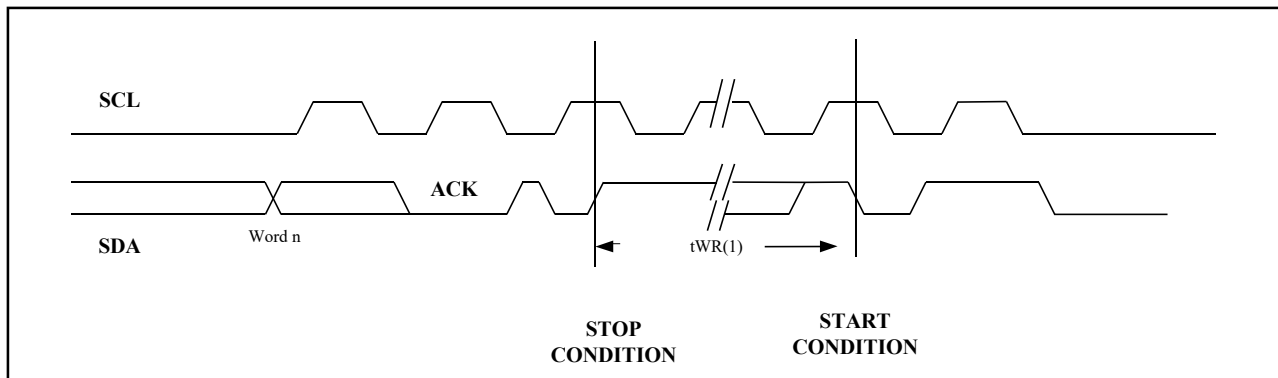 SCL
ACK
Word n
SDA
tWR(1)
STOP
CONDITION
START
CONDITION